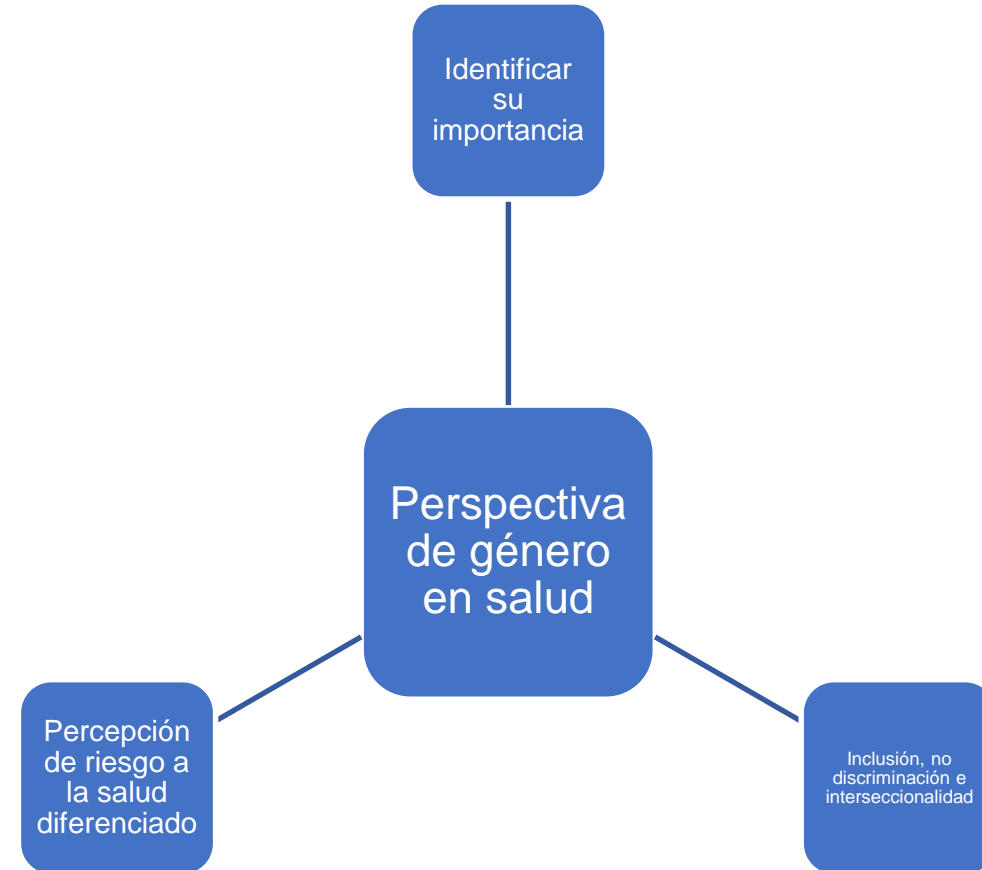 Identificar
su
importancia
Perspectiva
de género
en salud
Percepción
de riesgo a
la salud
diferenciado
Inclusión, no
discriminación e
interseccionalidad